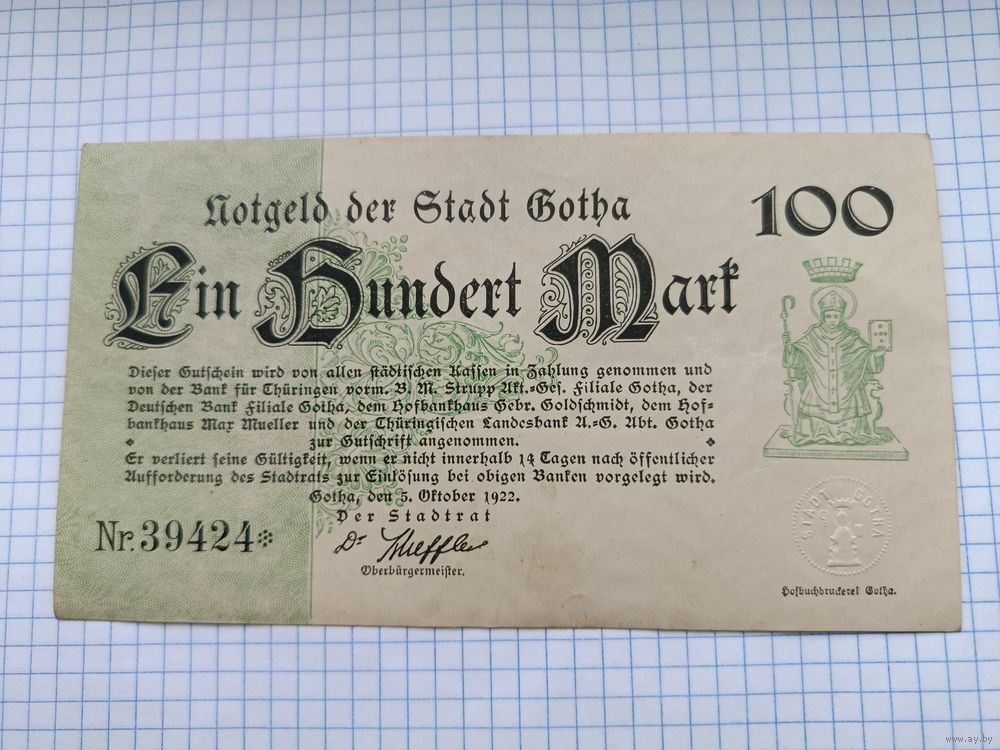 Notgeld der Stadt Gotha
100
Ein Hundert Mark
Dieser Gutschein wird von allen städtischen Kassen in Zahlung genommen und
von der Bank für Thüringen vorm. B. M. Strupp Akt.=Ges. Filiale Gotha, der
Deutschen Bank Filiale Gotha, dem Hofbankhaus Gebr. Goldschmidt, dem Hof=
bankhaus Max Mueller und der Thüringischen Landesbank A.=G. Abt. Gotha
zur Gutschrift angenommen.
Er verliert seine Gültigkeit, wenn er nicht innerhalb 14 Tagen nach öffentlicher
Aufforderung des Stadtrats zur Einlösung bei obigen Banken vorgelegt wird.
Gotha, den 5. Oktober 1922.
Der Stadtrat
Dr
Oberbürgermeister.
Nr. 39424
STADT GOTHA
Hofbuchdruckerei Gotha.
www.ay.by